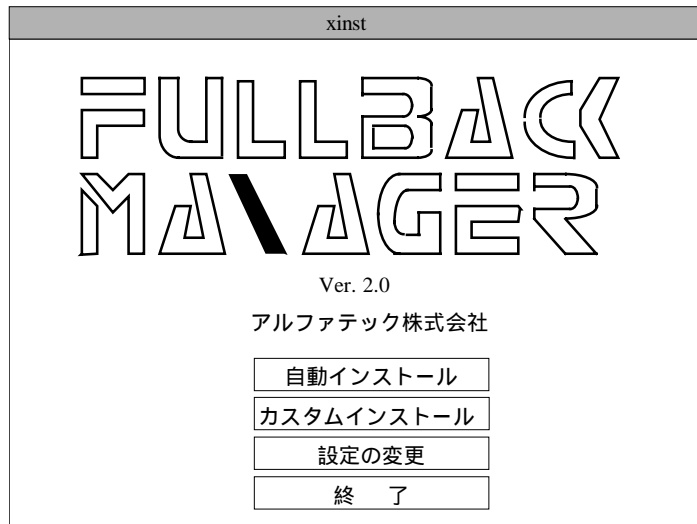 xinst
FULLBACK
MANAGER
Ver. 2.0
アルファテック株式会社
自動インストール
カスタムインストール
設定の変更
終　了